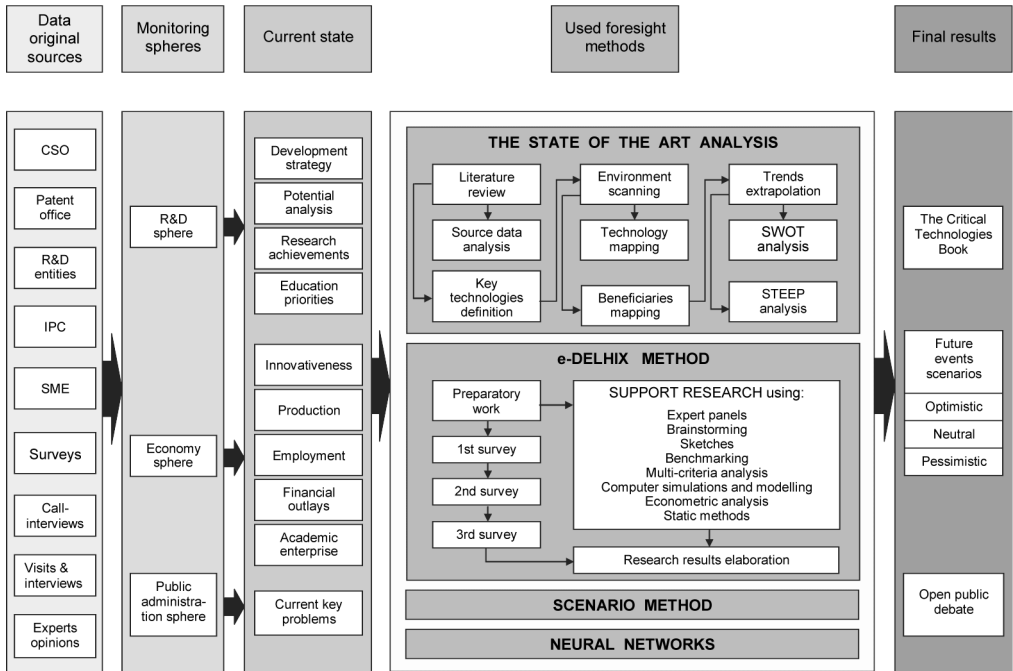 Data
original
sources
Monitoring
spheres
Current state
Used foresight
methods
Final results
CSO
Patent
office
R&D
entities
IPC
SME
Surveys
Call-
interviews
Visits &
interviews
Experts
opinions
R&D
sphere
Economy
sphere
Public
administra-
tion sphere
Development
strategy
Potential
analysis
Research
achievements
Education
priorities
Innovativeness
Production
Employment
Financial
outlays
Academic
enterprise
Current key
problems
THE STATE OF THE ART ANALYSIS
Literature
review
Source data
analysis
Key
technologies
definition
Environment
scanning
Technology
mapping
Beneficiaries
mapping
Trends
extrapolation
SWOT
analysis
STEEP
analysis
e-DELHIX METHOD
Preparatory
work
1st survey
2nd survey
3rd survey
SUPPORT RESEARCH using:
Expert panels
Brainstorming
Sketches
Benchmarking
Multi-criteria analysis
Computer simulations and modelling
Econometric analysis
Static methods
Research results elaboration
SCENARIO METHOD
NEURAL NETWORKS
The Critical
Technologies
Book
Future
events
scenarios
Optimistic
Neutral
Pessimistic
Open public
debate